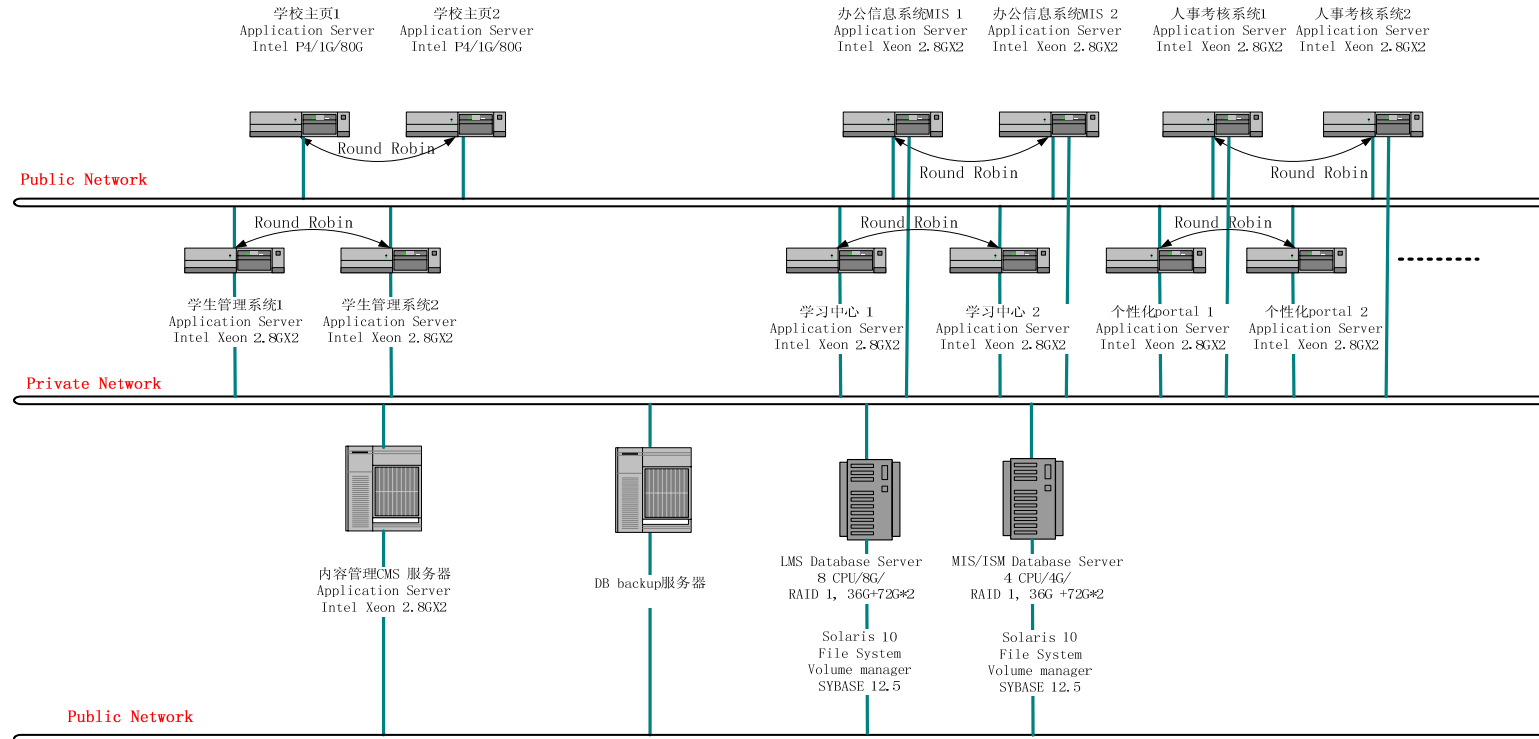 学校主页1
Application Server
Intel P4/1G/80G
学校主页2
Application Server
Intel P4/1G/80G
办公信息系统MIS 1
Application Server
Intel Xeon 2.8GX2
办公信息系统MIS 2
Application Server
Intel Xeon 2.8GX2
人事考核系统1
Application Server
Intel Xeon 2.8GX2
人事考核系统2
Application Server
Intel Xeon 2.8GX2
Round Robin
Round Robin
Round Robin
Public Network
Round Robin
Round Robin
Round Robin
学生管理系统1
Application Server
Intel Xeon 2.8GX2
学生管理系统2
Application Server
Intel Xeon 2.8GX2
学习中心 1
Application Server
Intel Xeon 2.8GX2
学习中心 2
Application Server
Intel Xeon 2.8GX2
个性化portal 1
Application Server
Intel Xeon 2.8GX2
个性化portal 2
Application Server
Intel Xeon 2.8GX2
Private Network
内容管理CMS 服务器
Application Server
Intel Xeon 2.8GX2
DB backup服务器
LMS Database Server
8 CPU/8G/
RAID 1, 36G+72G*2
MIS/ISM Database Server
4 CPU/4G/
RAID 1, 36G +72G*2
Solaris 10
File System
Volume manager
SYBASE 12.5
Solaris 10
File System
Volume manager
SYBASE 12.5
Public Network